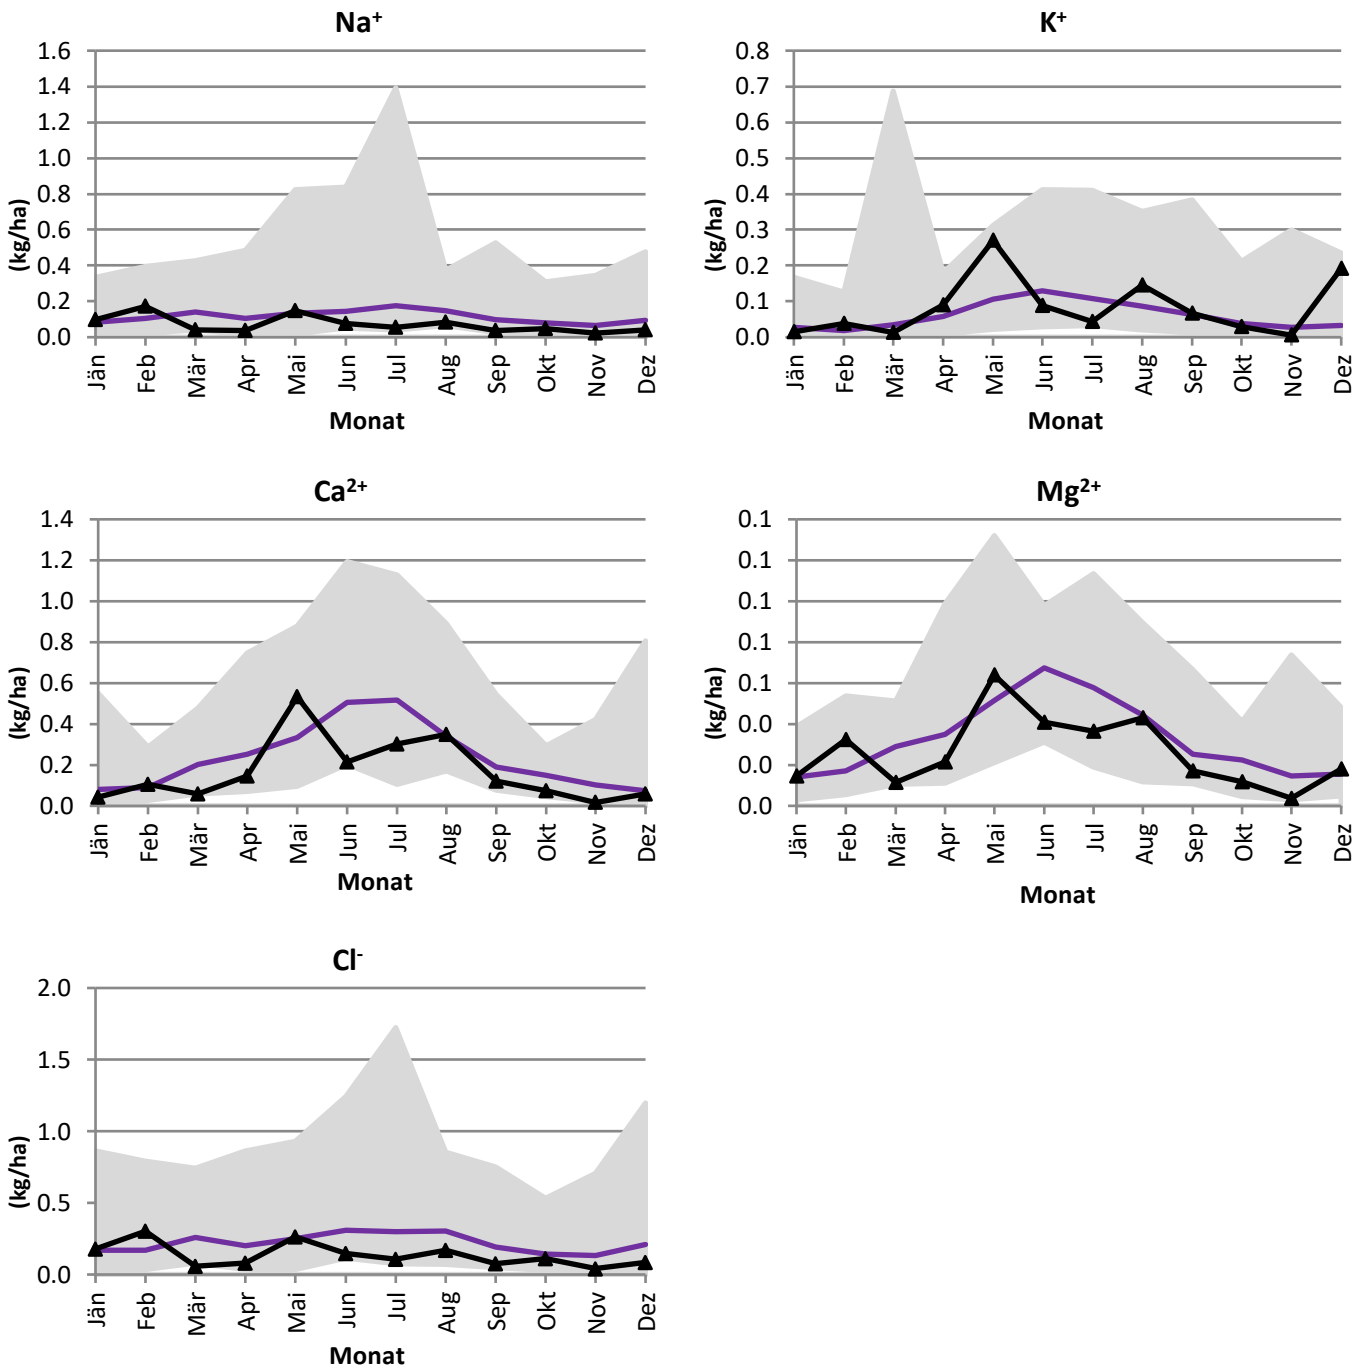 Na⁺
1.6
1.4
1.2
1.0
0.8
0.6
0.4
0.2
0.0
(kg/ha)
Jän Feb Mär Apr Mai Jun Jul Aug Sep Okt Nov Dez
Monat
K⁺
0.8
0.7
0.6
0.5
0.4
0.3
0.2
0.1
0.0
(kg/ha)
Jän Feb Mär Apr Mai Jun Jul Aug Sep Okt Nov Dez
Monat
Ca²⁺
1.4
1.2
1.0
0.8
0.6
0.4
0.2
0.0
(kg/ha)
Jän Feb Mär Apr Mai Jun Jul Aug Sep Okt Nov Dez
Monat
Mg²⁺
0.1
0.1
0.1
0.1
0.1
0.0
0.0
0.0
(kg/ha)
Jän Feb Mär Apr Mai Jun Jul Aug Sep Okt Nov Dez
Monat
Cl⁻
2.0
1.5
1.0
0.5
0.0
(kg/ha)
Jän Feb Mär Apr Mai Jun Jul Aug Sep Okt Nov Dez
Monat